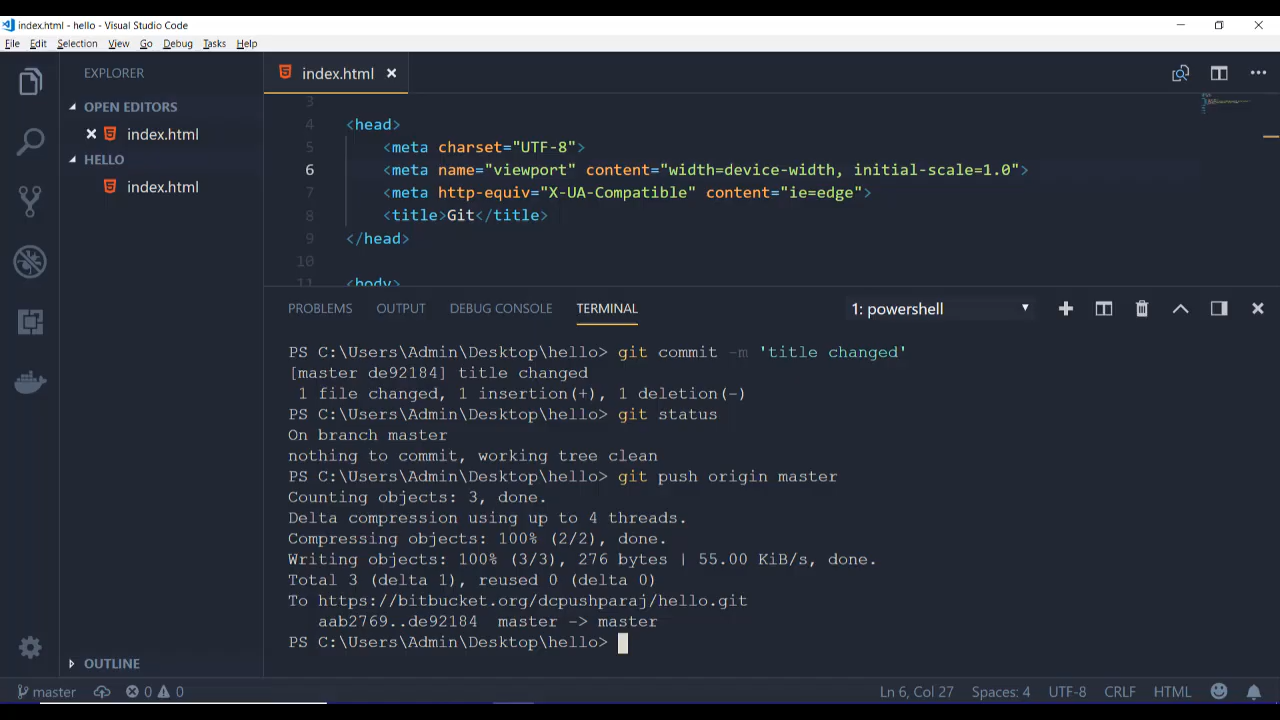 index.html - hello - Visual Studio Code
File Edit Selection View Go Debug Tasks Help
EXPLORER
OPEN EDITORS
index.html
HELLO
index.html
OUTLINE
index.html
3
4 <head>
5 <meta charset="UTF-8">
6 <meta name="viewport" content="width=device-width, initial-scale=1.0">
7 <meta http-equiv="X-UA-Compatible" content="ie=edge">
8 <title>Git</title>
9 </head>
10
11 <body>
PROBLEMS OUTPUT DEBUG CONSOLE TERMINAL 1: powershell
PS C:\Users\Admin\Desktop\hello> git commit -m 'title changed'
[master de92184] title changed
1 file changed, 1 insertion(+), 1 deletion(-)
PS C:\Users\Admin\Desktop\hello> git status
On branch master
nothing to commit, working tree clean
PS C:\Users\Admin\Desktop\hello> git push origin master
Counting objects: 3, done.
Delta compression using up to 4 threads.
Compressing objects: 100% (2/2), done.
Writing objects: 100% (3/3), 276 bytes | 55.00 KiB/s, done.
Total 3 (delta 1), reused 0 (delta 0)
To https://bitbucket.org/dcpushparaj/hello.git
aab2769..de92184 master -> master
PS C:\Users\Admin\Desktop\hello>
master 0 0 Ln 6, Col 27 Spaces: 4 UTF-8 CRLF HTML